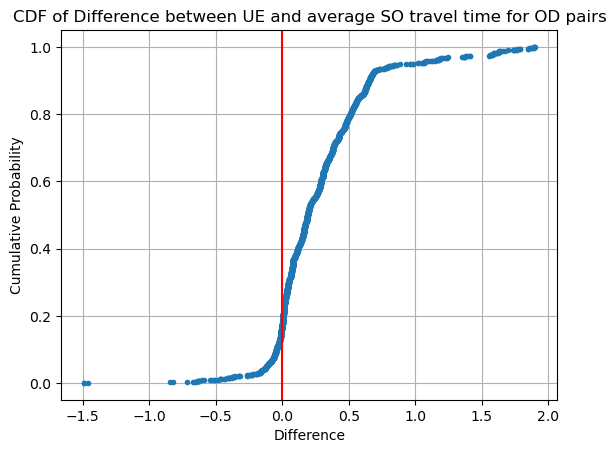 CDF of Difference between UE and average SO travel time for OD pairs
1.0
0.8
0.6
0.4
0.2
0.0
Cumulative Probability
−1.5 −1.0 −0.5 0.0 0.5 1.0 1.5 2.0
Difference